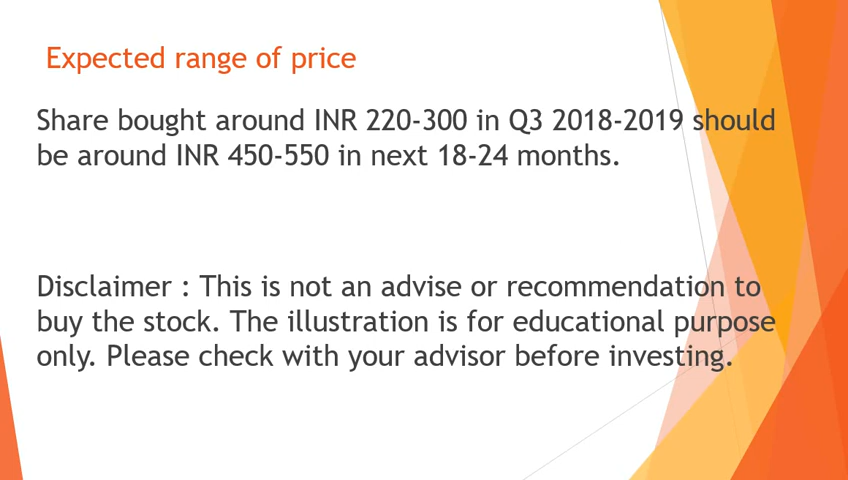 Expected range of price
Share bought around INR 220-300 in Q3 2018-2019 should
be around INR 450-550 in next 18-24 months.
Disclaimer : This is not an advise or recommendation to
buy the stock. The illustration is for educational purpose
only. Please check with your advisor before investing.